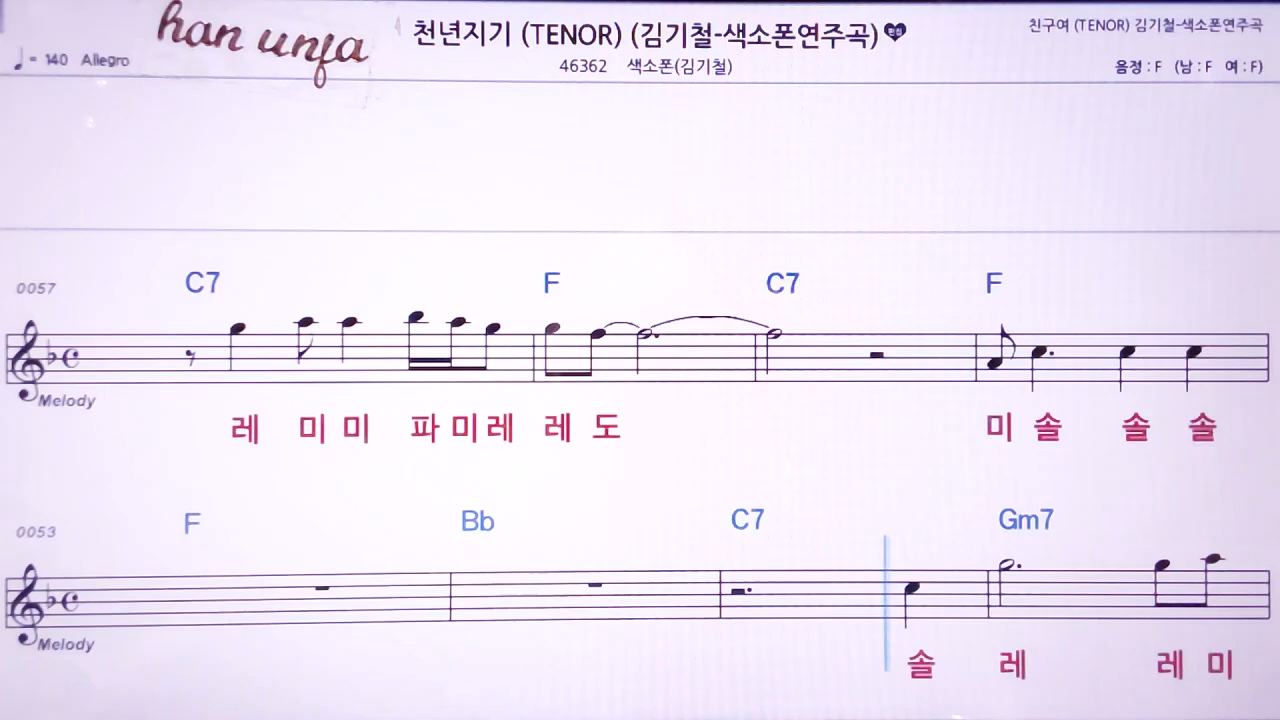 han unja
천년지기 (TENOR) (김기철-색소폰연주곡)
친구여 (TENOR) 김기철-색소폰연주곡
♩= 140 Allegro
46362 색소폰(김기철)
음정 : F (남 : F 여 : F)
0057 C7 F C7 F
Melody
레 미 미 파 미 레 레 도 미 솔 솔 솔
0053 F Bb C7 Gm7
Melody
솔 레 레 미